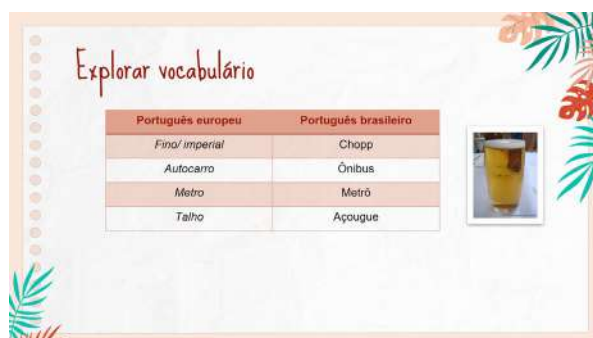 Explorar vocabulário
Português europeu Português brasileiro
Fino/ imperial Chopp
Autocarro Ônibus
Metro Metrô
Talho Açougue